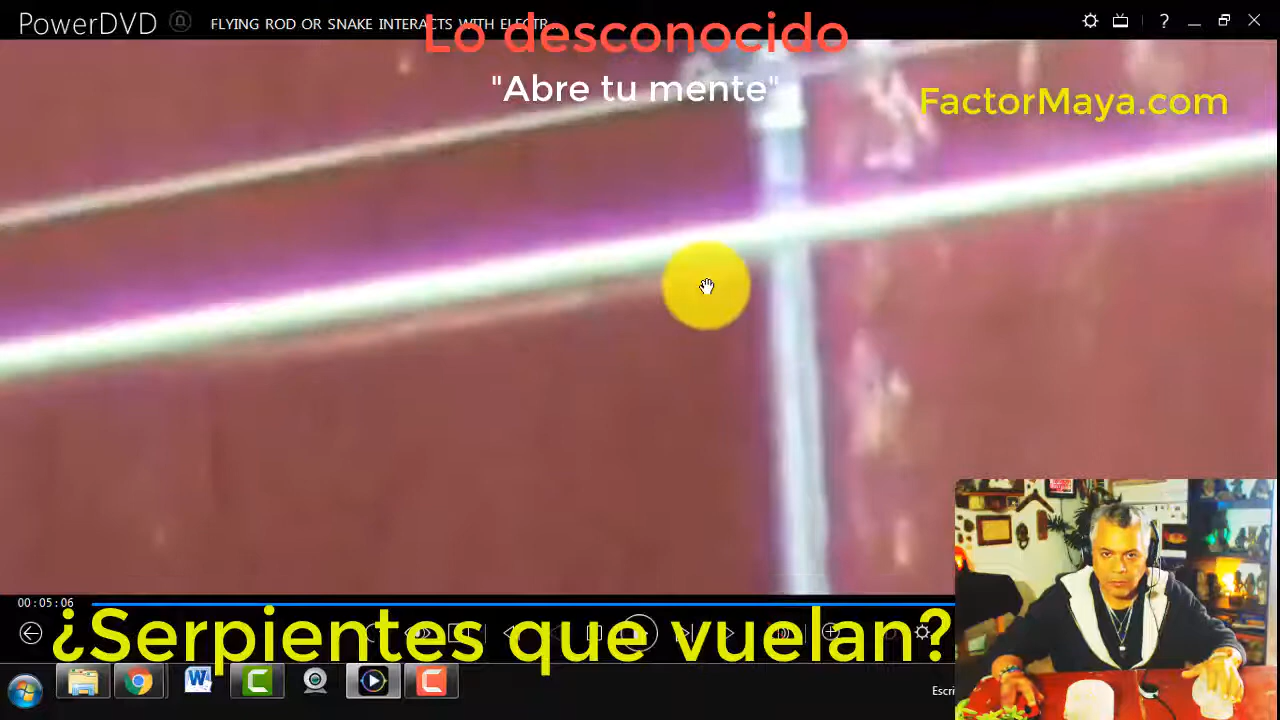 PowerDVD
FLYING ROD OR SNAKE INTERACTS WITH ELECTR
Lo desconocido
"Abre tu mente"
FactorMaya.com
00:05:06
¿Serpientes que vuelan?
Escri